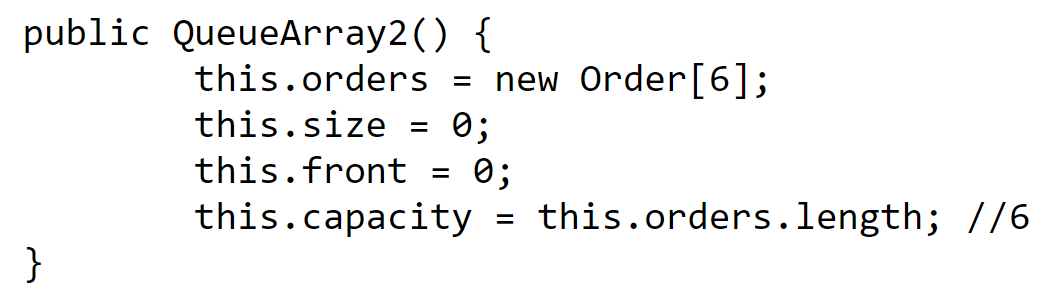 public QueueArray2() {
this.orders = new Order[6];
this.size = 0;
this.front = 0;
this.capacity = this.orders.length; //6
}